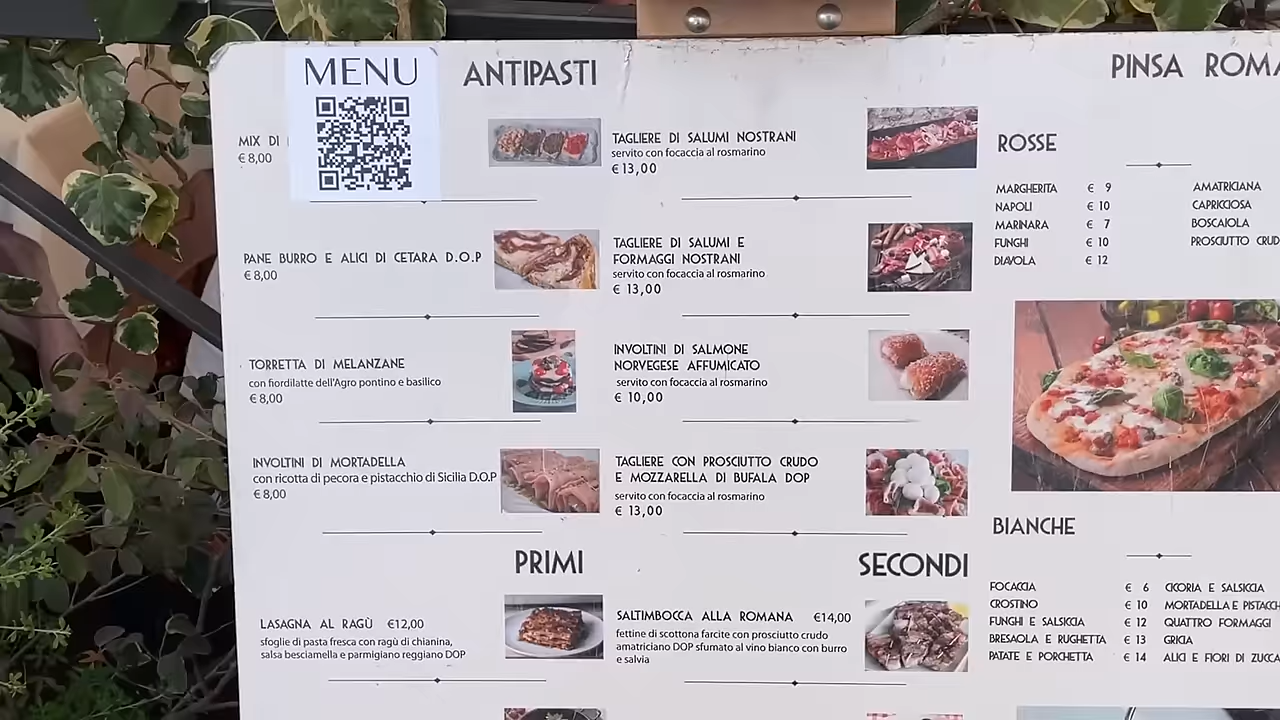 MENU
ANTIPASTI
MIX DI
€ 8,00
PANE BURRO E ALICI DI CETARA D.O.P
€ 8,00
TORRETTA DI MELANZANE
con fiordilatte dell'Agro pontino e basilico
€ 8,00
INVOLTINI DI MORTADELLA
con ricotta di pecora e pistacchio di Sicilia D.O.P
€ 8,00
TAGLIERE DI SALUMI NOSTRANI
servito con focaccia al rosmarino
€ 13,00
TAGLIERE DI SALUMI E
FORMAGGI NOSTRANI
servito con focaccia al rosmarino
€ 13,00
INVOLTINI DI SALMONE
NORVEGESE AFFUMICATO
servito con focaccia al rosmarino
€ 10,00
TAGLIERE CON PROSCIUTTO CRUDO
E MOZZARELLA DI BUFALA DOP
servito con focaccia al rosmarino
€ 13,00
PRIMI
LASAGNA AL RAGÙ €12,00
sfoglie di pasta fresca con ragù di chianina,
salsa besciamella e parmigiano reggiano DOP
SECONDI
SALTIMBOCCA ALLA ROMANA €14,00
fettine di scottona farcite con prosciutto crudo
amatriciano DOP sfumato al vino bianco con burro
e salvia
PINSA ROMA
ROSSE
MARGHERITA € 9
NAPOLI € 10
MARINARA € 7
FUNGHI € 10
DIAVOLA € 12
AMATRICIANA
CAPRICCIOSA
BOSCAIOLA
PROSCIUTTO CRUD
BIANCHE
FOCACCIA € 6
CROSTINO € 10
FUNGHI E SALSICCIA € 12
BRESAOLA E RUGHETTA € 13
PATATE E PORCHETTA € 14
CICORIA E SALSICCIA
MORTADELLA E PISTACCH
QUATTRO FORMAGGI
GRICIA
ALICI E FIORI DI ZUCCA